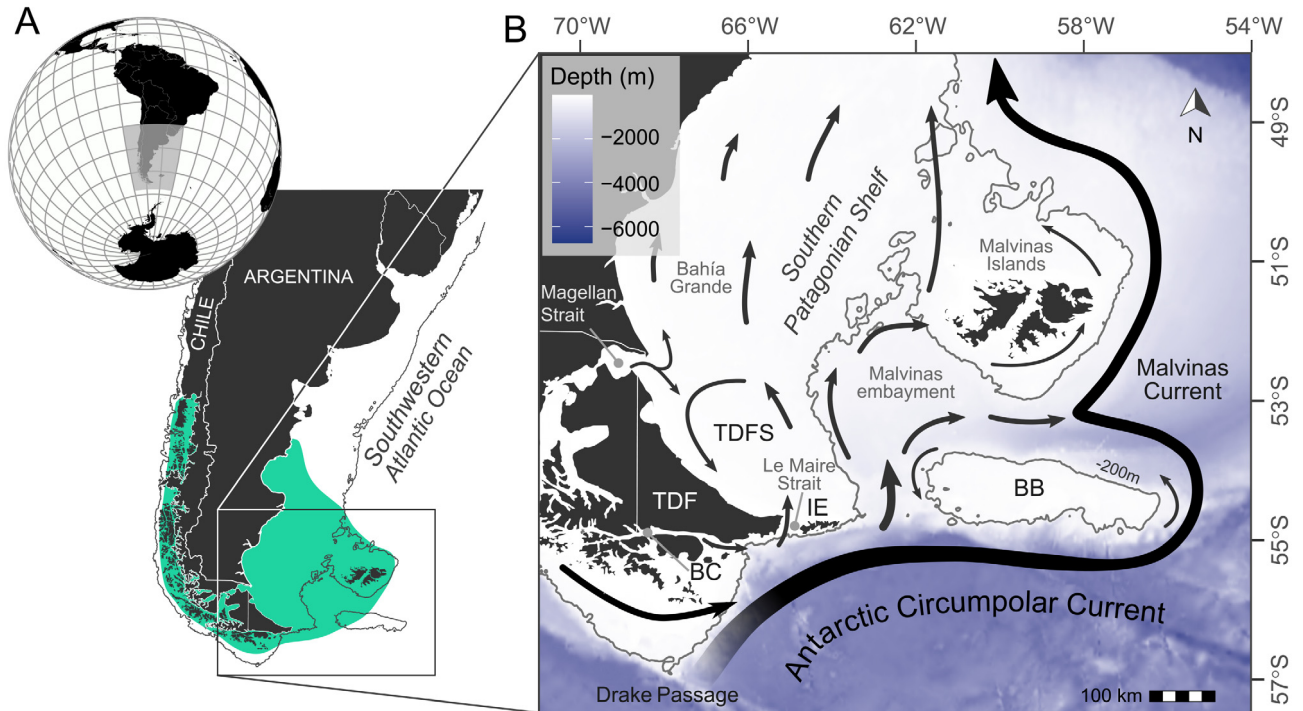 A
ARGENTINA
CHILE
Southwestern
Atlantic Ocean
B
70°W
66°W
62°W
58°W
54°W
Depth (m)
−2000
−4000
−6000
N
49°S
51°S
53°S
55°S
57°S
Southern
Patagonian Shelf
Bahía
Grande
Malvinas
Islands
Magellan
Strait
Malvinas
embayment
Malvinas
Current
TDFS
Le Maire
Strait
IE
TDF
BC
-200m
BB
Antarctic Circumpolar Current
Drake Passage
100 km